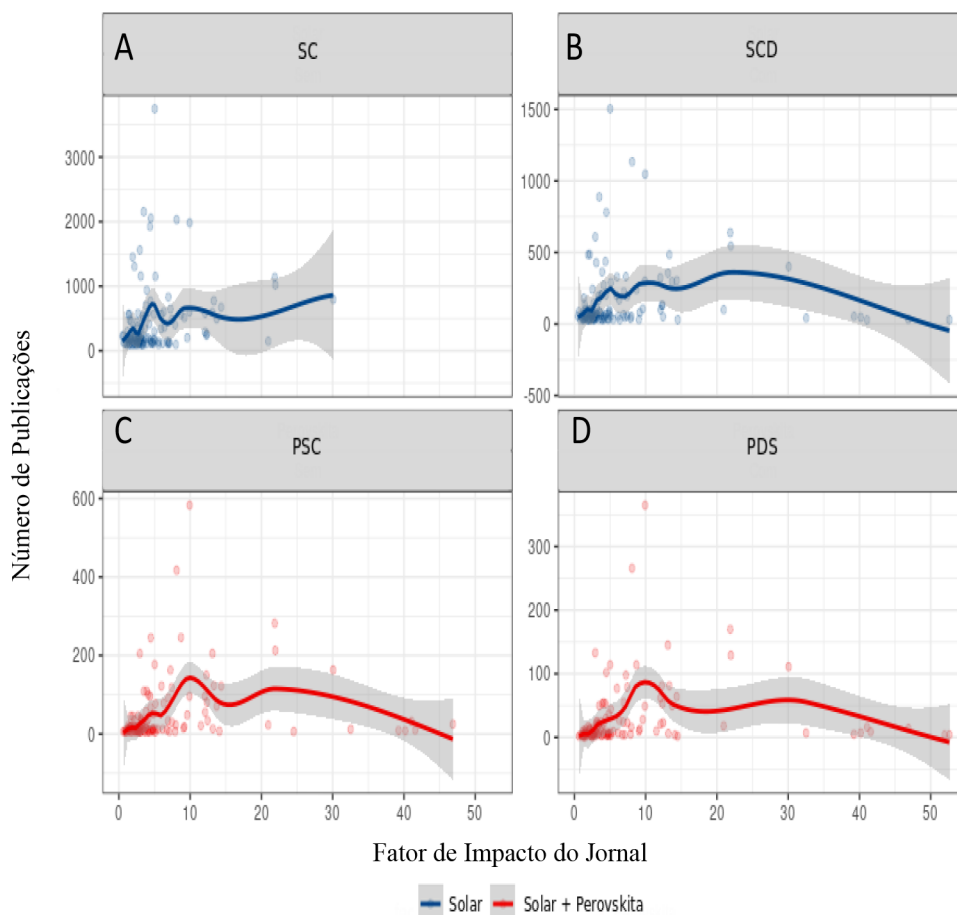 A
SC
B
SCD
3000
2000
1000
0
1500
1000
500
0
-500
C
PSC
D
PDS
600
400
200
0
300
200
100
0
0 10 20 30 40 50
0 10 20 30 40 50
Número de Publicações
Fator de Impacto do Jornal
Solar Solar + Perovskita